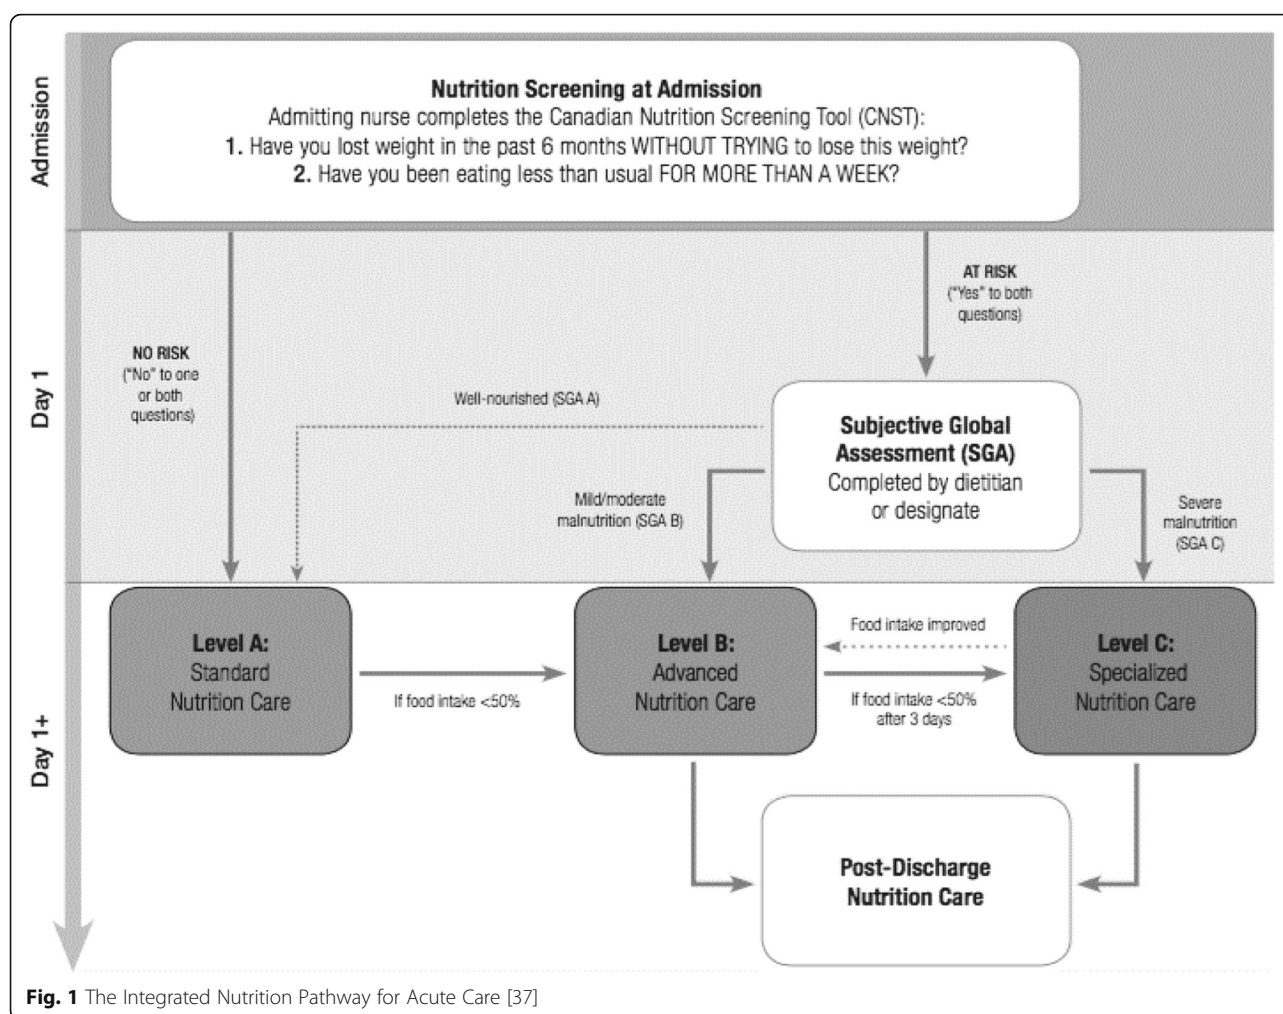 Admission
Nutrition Screening at Admission
Admitting nurse completes the Canadian Nutrition Screening Tool (CNST):
1. Have you lost weight in the past 6 months WITHOUT TRYING to lose this weight?
2. Have you been eating less than usual FOR MORE THAN A WEEK?
Day 1
NO RISK
("No" to one
or both
questions)
AT RISK
("Yes" to both
questions)
Well-nourished (SGA A)
Subjective Global
Assessment (SGA)
Completed by dietitian
or designate
Mild/moderate
malnutrition (SGA B)
Severe
malnutrition
(SGA C)
Day 1+
Level A:
Standard
Nutrition Care
If food intake <50%
Level B:
Advanced
Nutrition Care
Food intake improved
If food intake <50%
after 3 days
Level C:
Specialized
Nutrition Care
Post-Discharge
Nutrition Care
Fig. 1 The Integrated Nutrition Pathway for Acute Care [37]